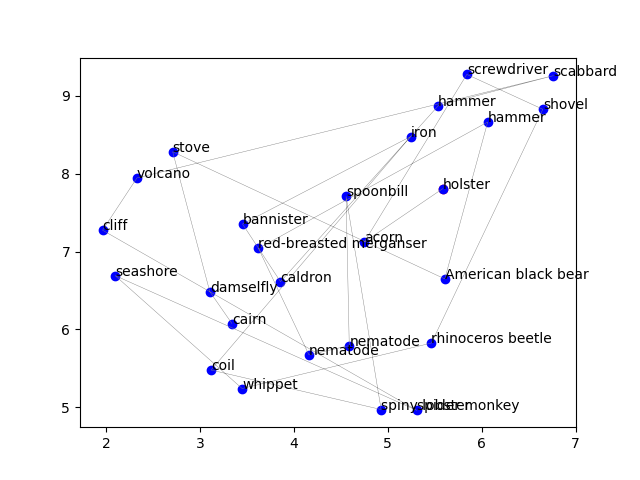 screwdriver
scabbard
hammer
shovel
hammer
iron
stove
volcano
holster
spoonbill
bannister
cliff
acorn
red-breasted merganser
seashore
caldron
American black bear
damselfly
cairn
nematode
rhinoceros beetle
nematode
coil
whippet
spiny lobster
spider monkey
9
8
7
6
5
2
3
4
5
6
7